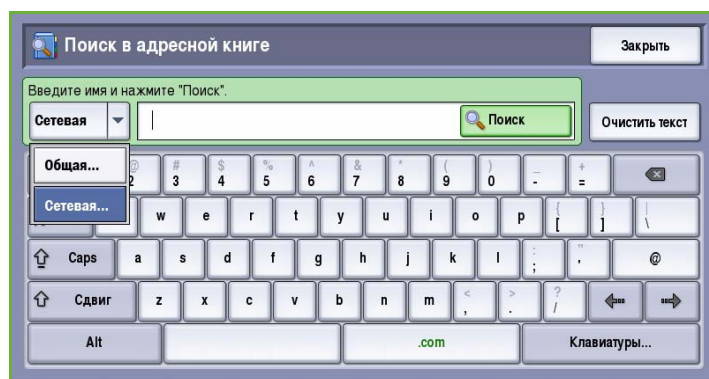 Поиск в адресной книге
Закрыть
Введите имя и нажмите "Поиск".
Сетевая
Поиск
Очистить текст
Общая...
Сетевая...
@ # $ % ^ & * ( ) _ +
2 3 4 5 6 7 8 9 0 - =
w e r t y u i o p { [ } ] | \
Caps a s d f g h j k l : ; " ' @
Сдвиг z x c v b n m < , > . ? /
Alt .com Клавиатуры...